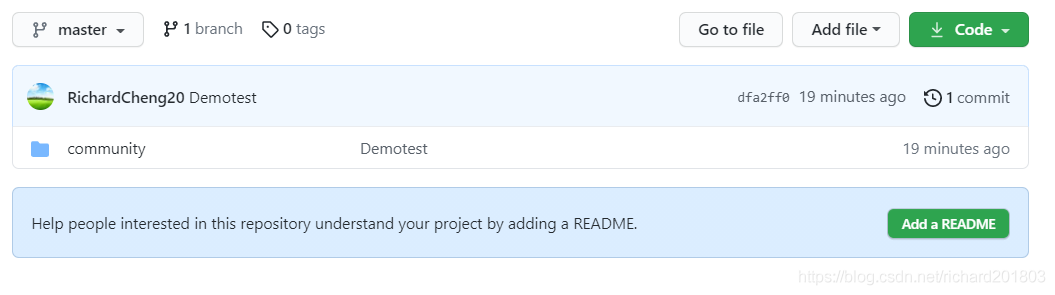 master 1 branch 0 tags Go to file Add file Code
RichardCheng20 Demotest dfa2ff0 19 minutes ago 1 commit
community Demotest 19 minutes ago
Help people interested in this repository understand your project by adding a README. Add a README
https://blog.csdn.net/richard201803